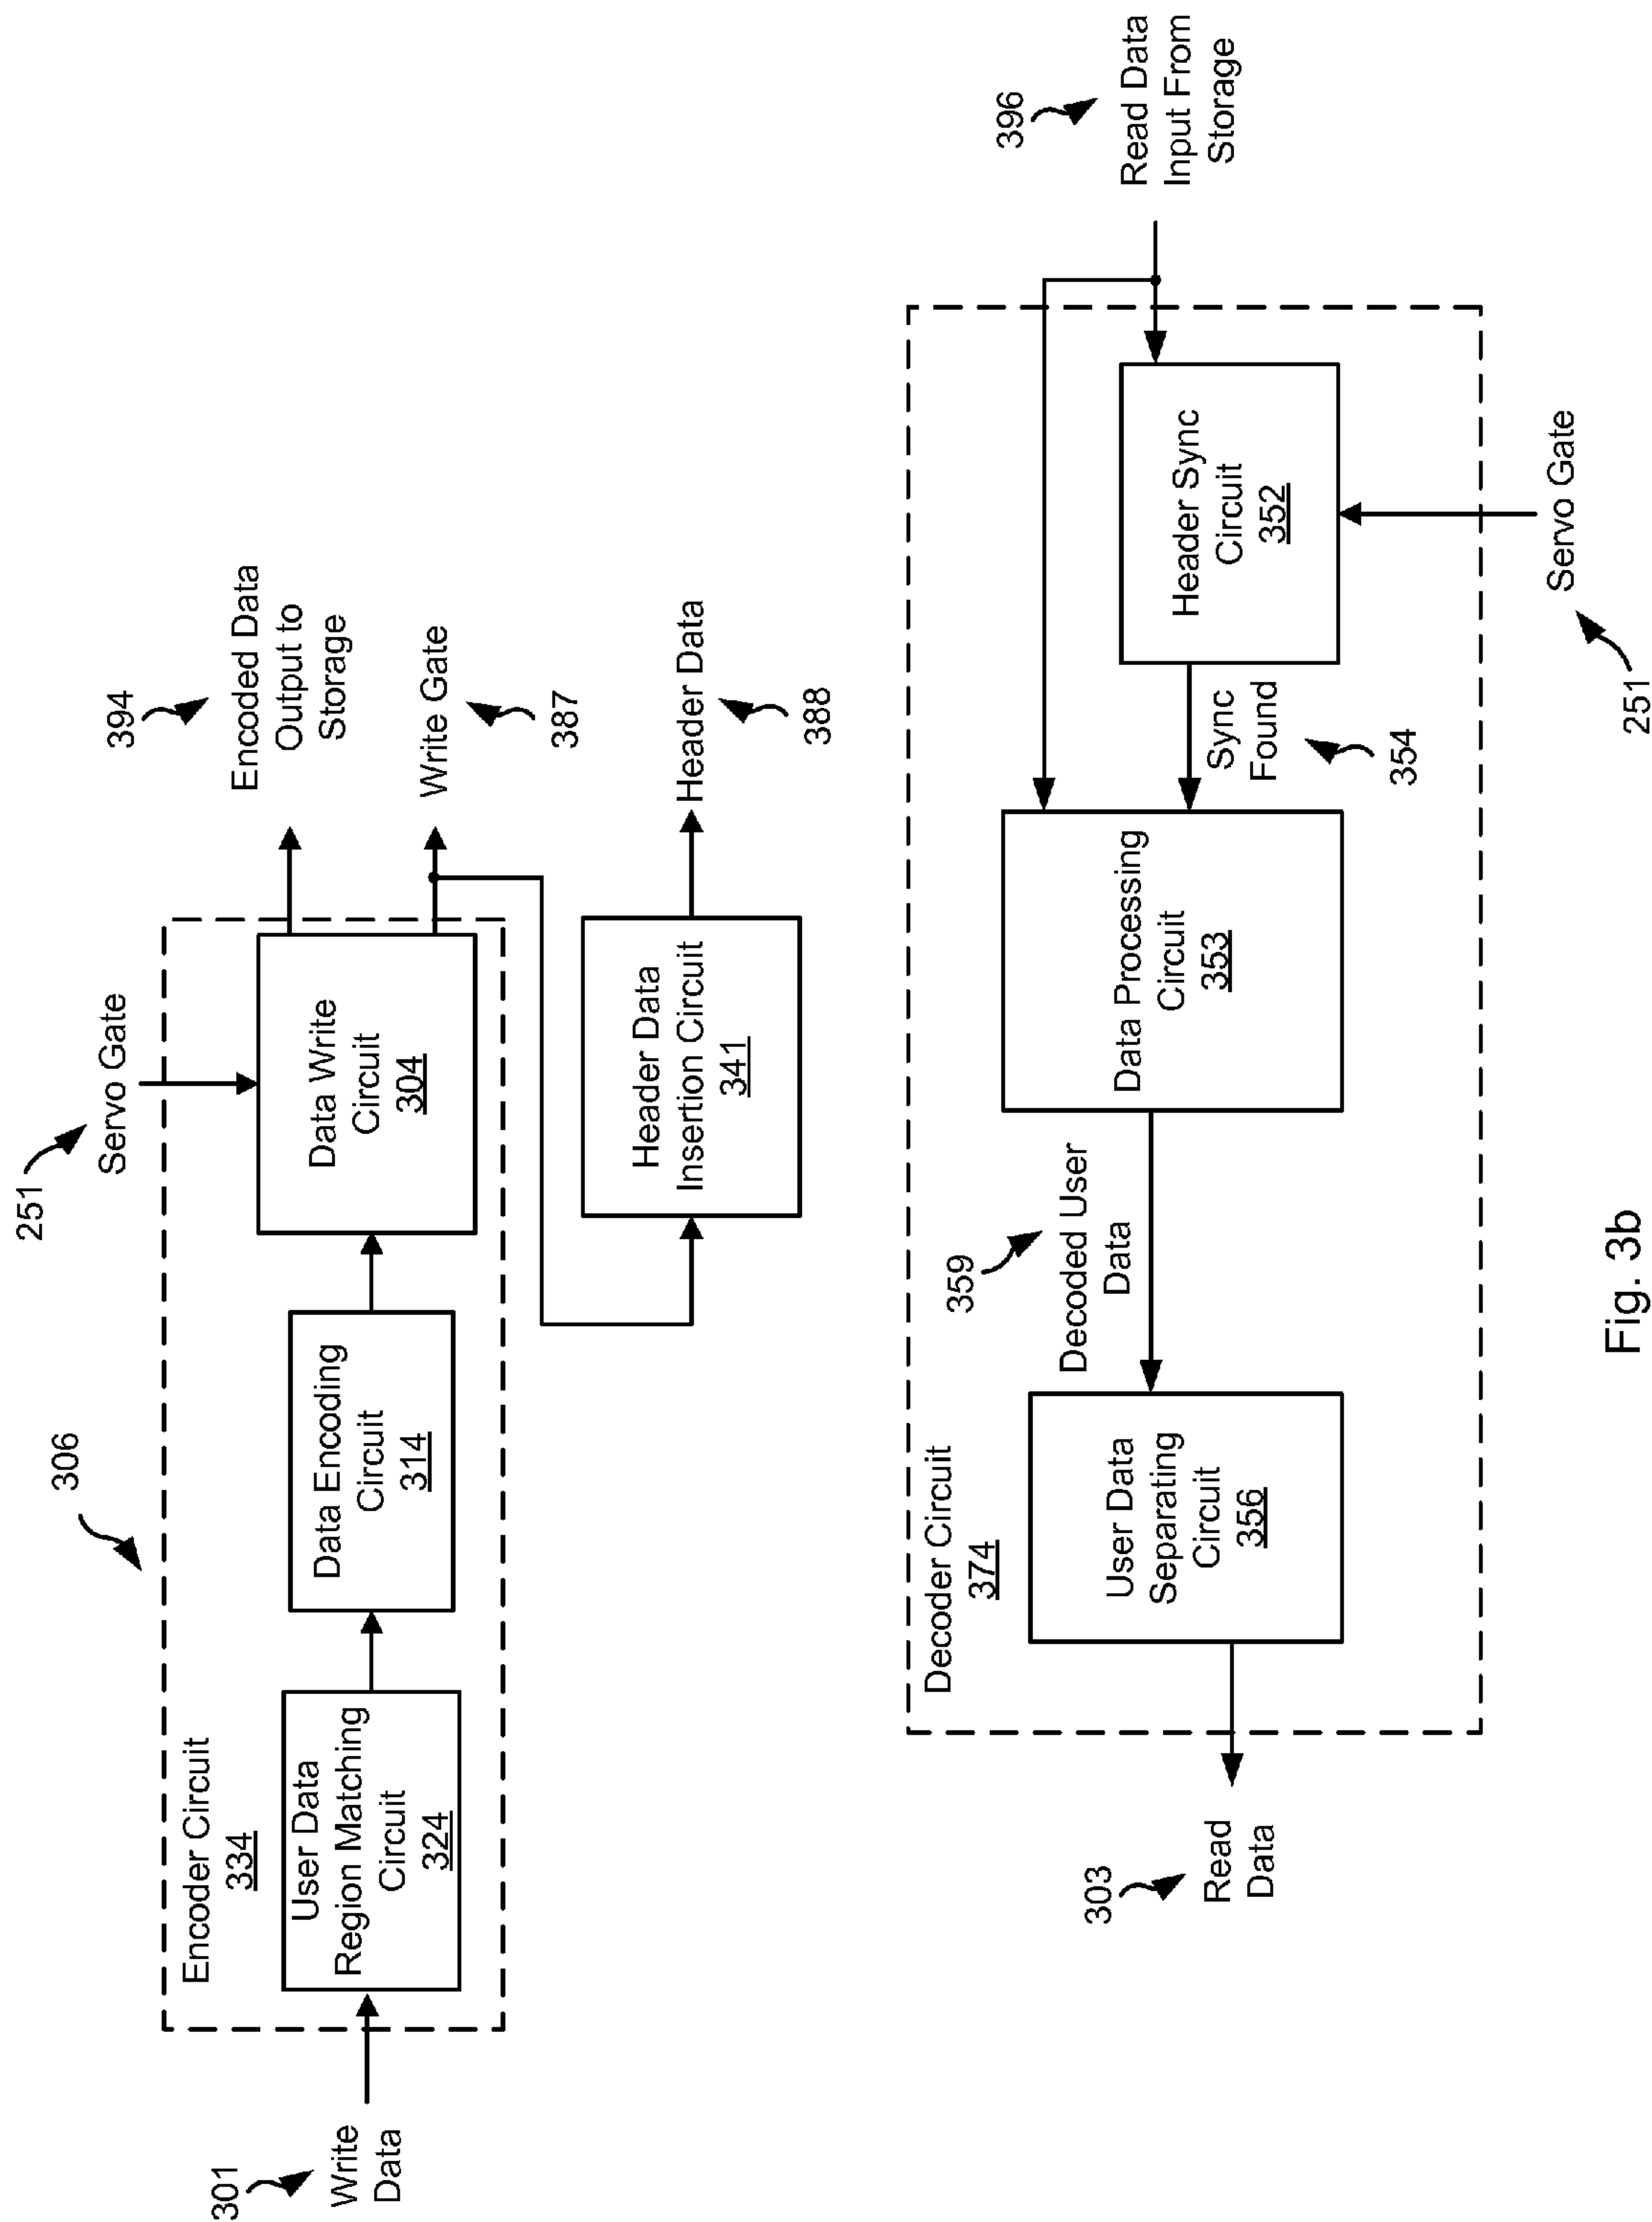 306
Encoder Circuit
334
301
Write
Data
User Data
Region Matching
Circuit
324
Data Encoding
Circuit
314
251
Servo Gate
Data Write
Circuit
304
394
Encoded Data
Output to
Storage
Write Gate
387
Header Data
Insertion Circuit
341
Header Data
388
Decoder Circuit
374
303
Read
Data
User Data
Separating
Circuit
356
359
Decoded User
Data
Data Processing
Circuit
353
Sync
Found
354
Header Sync
Circuit
352
396
Read Data
Input From
Storage
Servo Gate
251
Fig. 3b